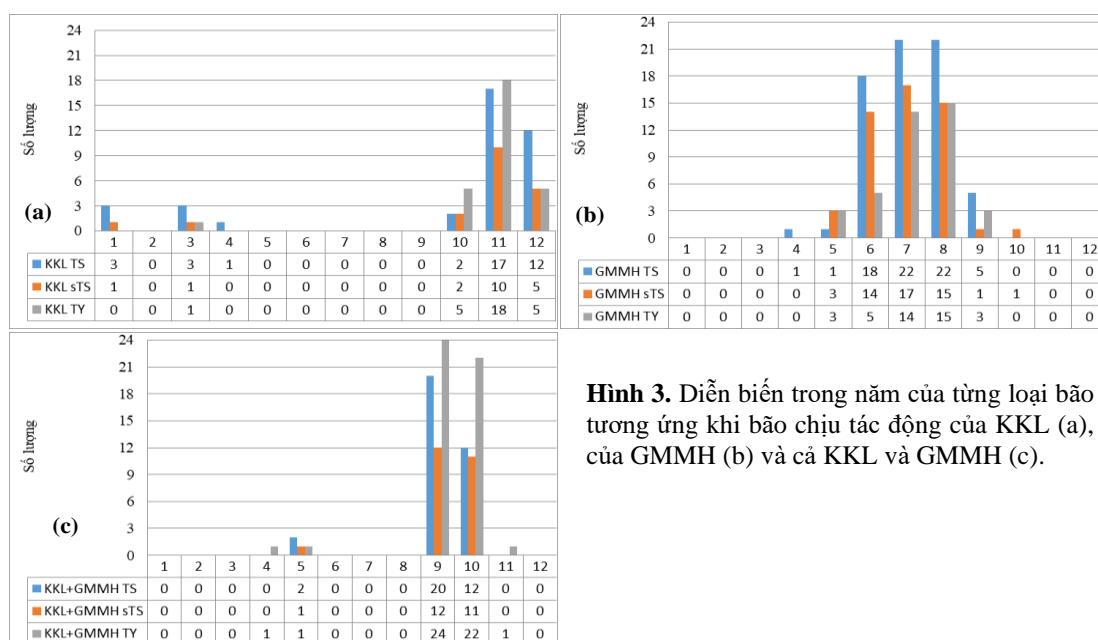 24
21
18
15
12
9
6
3
0
Số lượng
(a)
1 2 3 4 5 6 7 8 9 10 11 12
KKL TS 3 0 3 1 0 0 0 0 0 2 17 12
KKL sTS 1 0 1 0 0 0 0 0 0 2 10 5
KKL TY 0 0 1 0 0 0 0 0 0 5 18 5
24
21
18
15
12
9
6
3
0
Số lượng
(b)
1 2 3 4 5 6 7 8 9 10 11 12
GMMH TS 0 0 0 1 1 18 22 22 5 0 0 0
GMMH sTS 0 0 0 0 3 14 17 15 1 1 0 0
GMMH TY 0 0 0 0 3 5 14 15 3 0 0 0
24
21
18
15
12
9
6
3
0
Số lượng
(c)
1 2 3 4 5 6 7 8 9 10 11 12
KKL+GMMH TS 0 0 0 0 2 0 0 0 20 12 0 0
KKL+GMMH sTS 0 0 0 0 1 0 0 0 12 11 0 0
KKL+GMMH TY 0 0 0 1 1 0 0 0 24 22 1 0
Hình 3. Diễn biến trong năm của từng loại bão
tương ứng khi bão chịu tác động của KKL (a),
của GMMH (b) và cả KKL và GMMH (c).